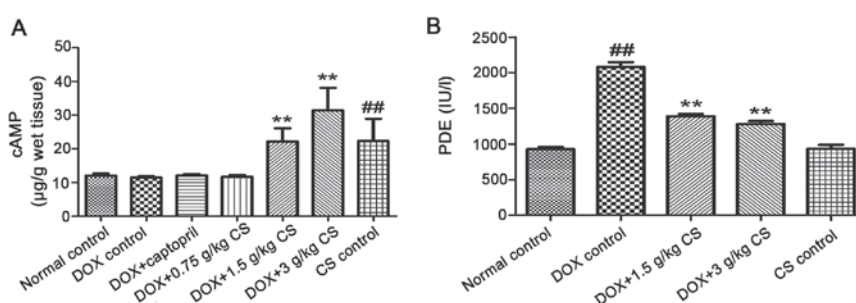 A
cAMP
(µg/g wet tissue)
50
40
30
20
10
0
**
**
##
Normal control
DOX control
DOX+captopril
DOX+0.75 g/kg CS
DOX+1.5 g/kg CS
DOX+3 g/kg CS
CS control
B
PDE (IU/l)
2500
2000
1500
1000
500
0
##
**
**
Normal control
DOX control
DOX+1.5 g/kg CS
DOX+3 g/kg CS
CS control